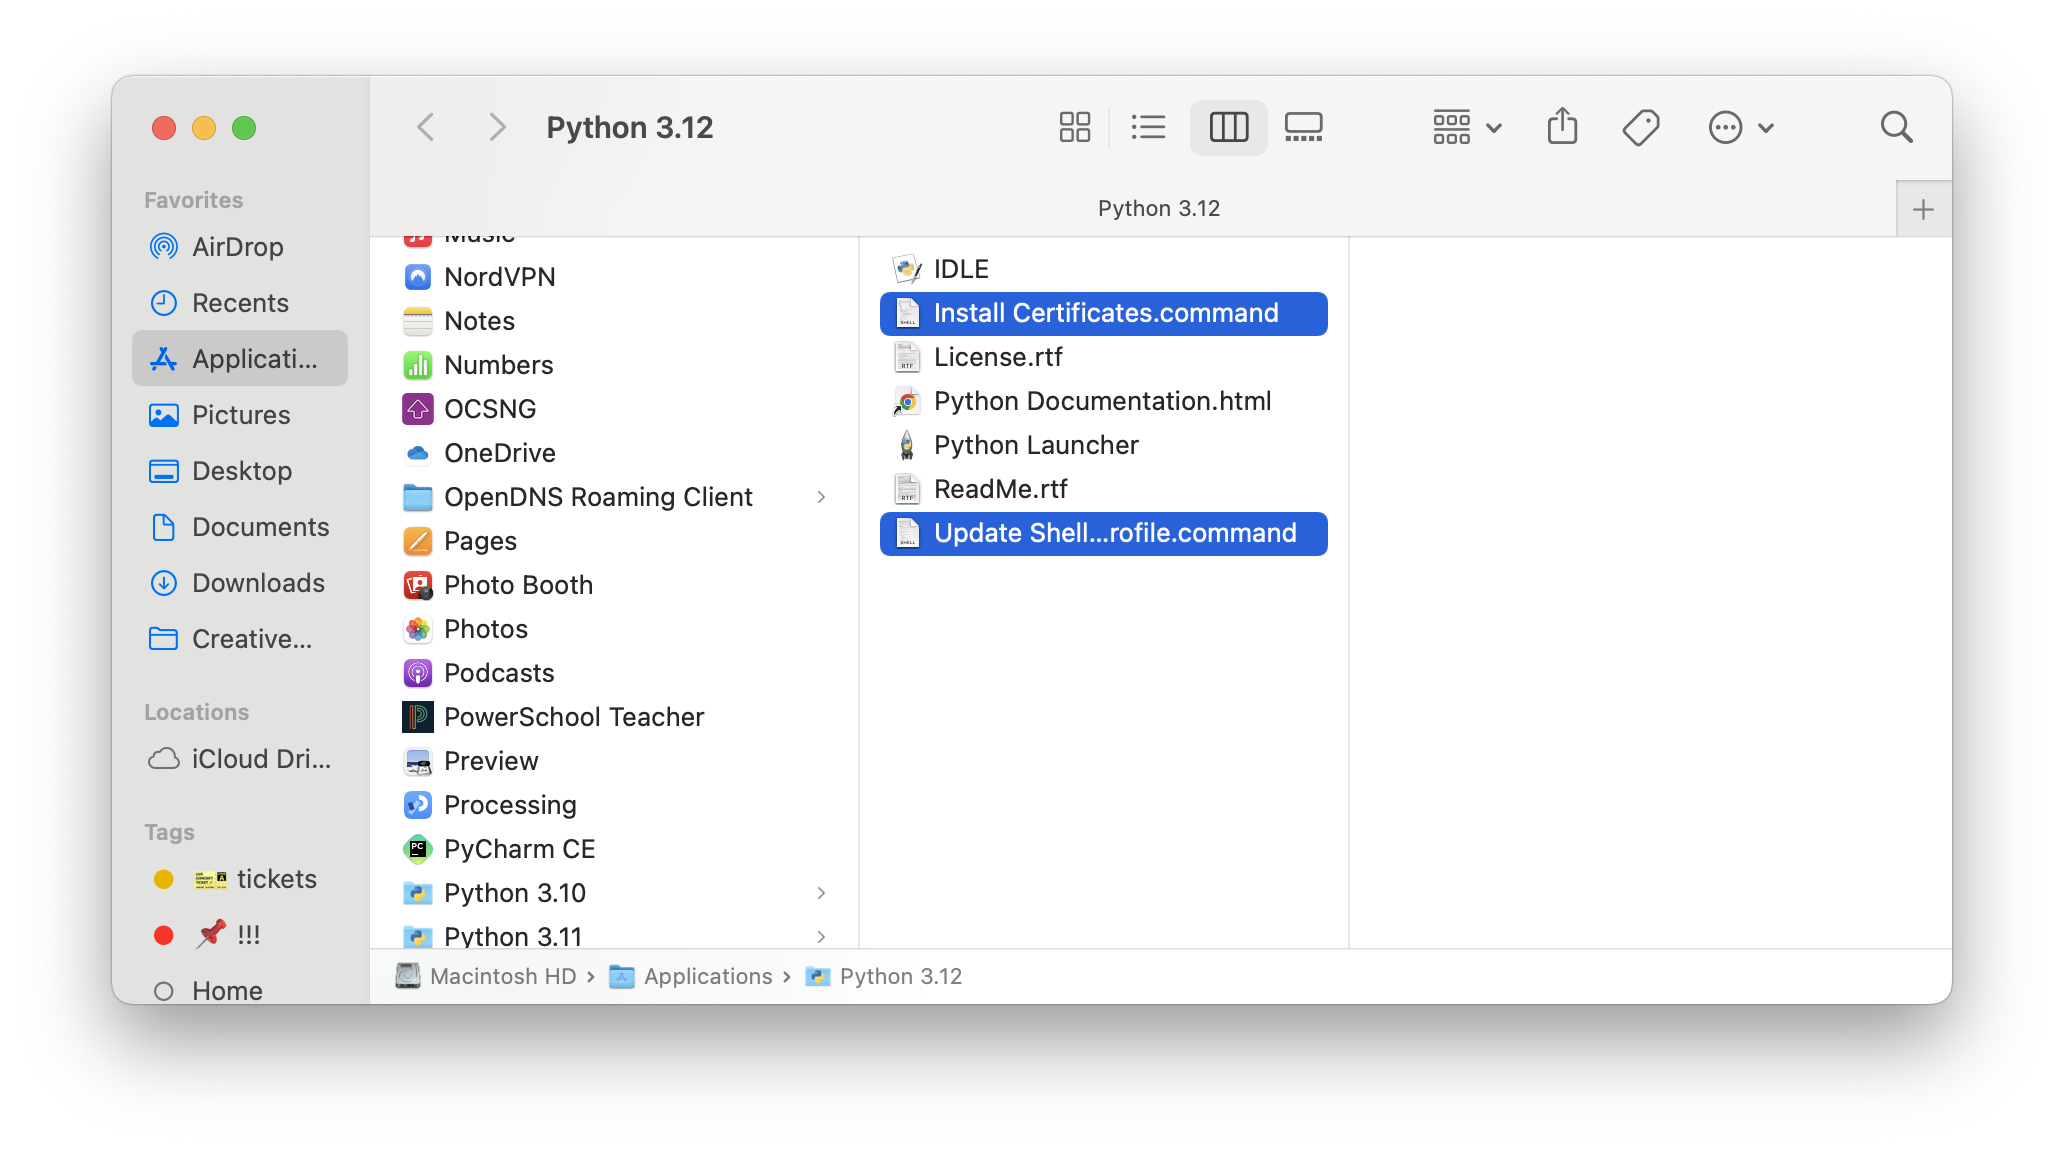 Python 3.12
Python 3.12
Favorites
AirDrop
Recents
Applicati...
Pictures
Desktop
Documents
Downloads
Creative...
Locations
iCloud Dri...
Tags
tickets
!!!
Home
Music
NordVPN
Notes
Numbers
OCSNG
OneDrive
OpenDNS Roaming Client
Pages
Photo Booth
Photos
Podcasts
PowerSchool Teacher
Preview
Processing
PyCharm CE
Python 3.10
Python 3.11
IDLE
Install Certificates.command
License.rtf
Python Documentation.html
Python Launcher
ReadMe.rtf
Update Shell...rofile.command
Macintosh HD › Applications › Python 3.12